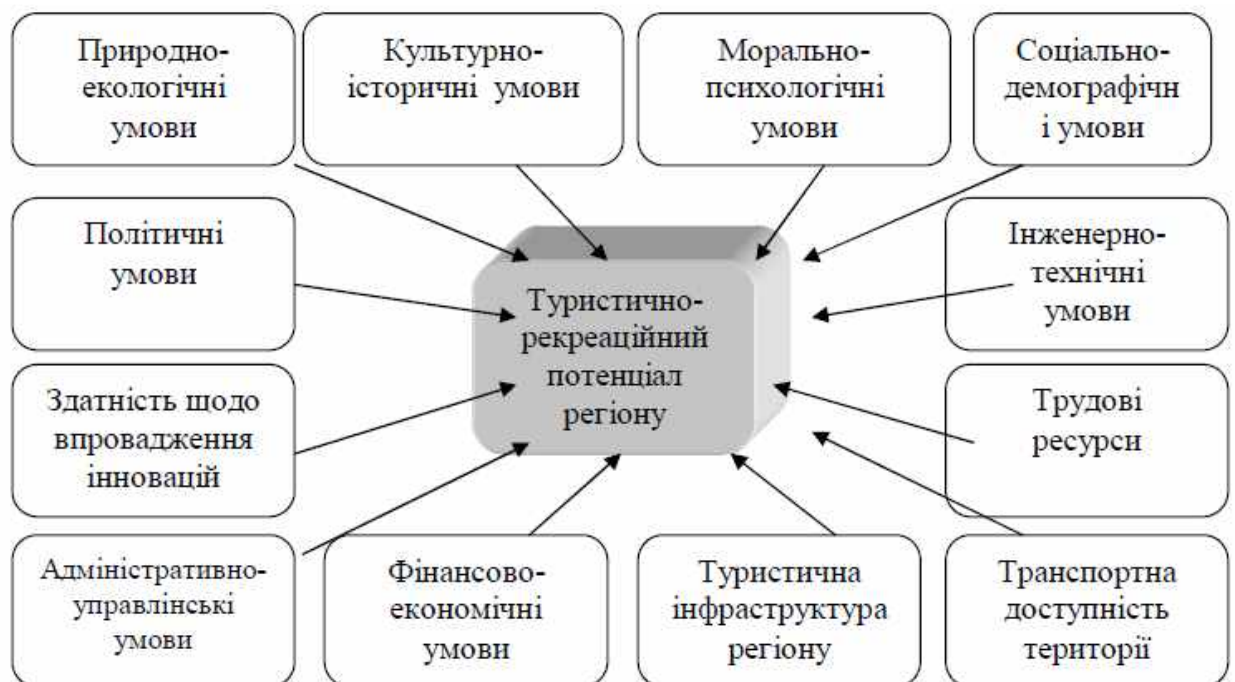 Природно-
екологічні
умови
Культурно-
історичні умови
Морально-
психологічні
умови
Соціально-
демографічн
і умови
Політичні
умови
Туристично-
рекреаційний
потенціал
регіону
Інженерно-
технічні
умови
Здатність щодо
впровадження
інновацій
Трудові
ресурси
Адміністративно-
управлінські
умови
Фінансово-
економічні
умови
Туристична
інфраструктура
регіону
Транспортна
доступність
території